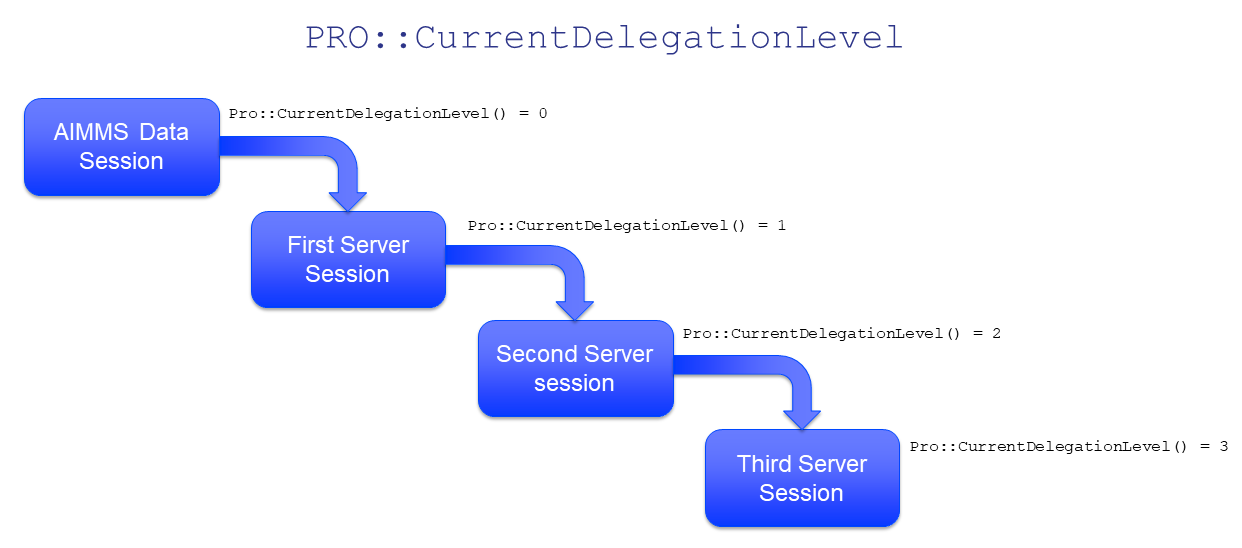 PRO::CurrentDelegationLevel
AIMMS Data
Session
Pro::CurrentDelegationLevel() = 0
First Server
Session
Pro::CurrentDelegationLevel() = 1
Second Server
session
Pro::CurrentDelegationLevel() = 2
Third Server
Session
Pro::CurrentDelegationLevel() = 3